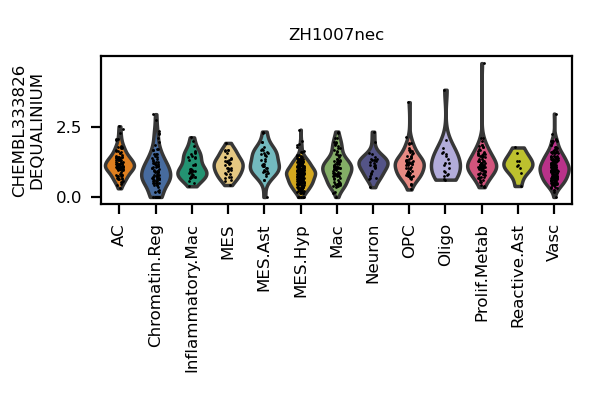 ZH1007nec
CHEMBL333826
DEQUALINIUM
2.5
0.0
AC
Chromatin.Reg
Inflammatory.Mac
MES
MES.Ast
MES.Hyp
Mac
Neuron
OPC
Oligo
Prolif.Metab
Reactive.Ast
Vasc